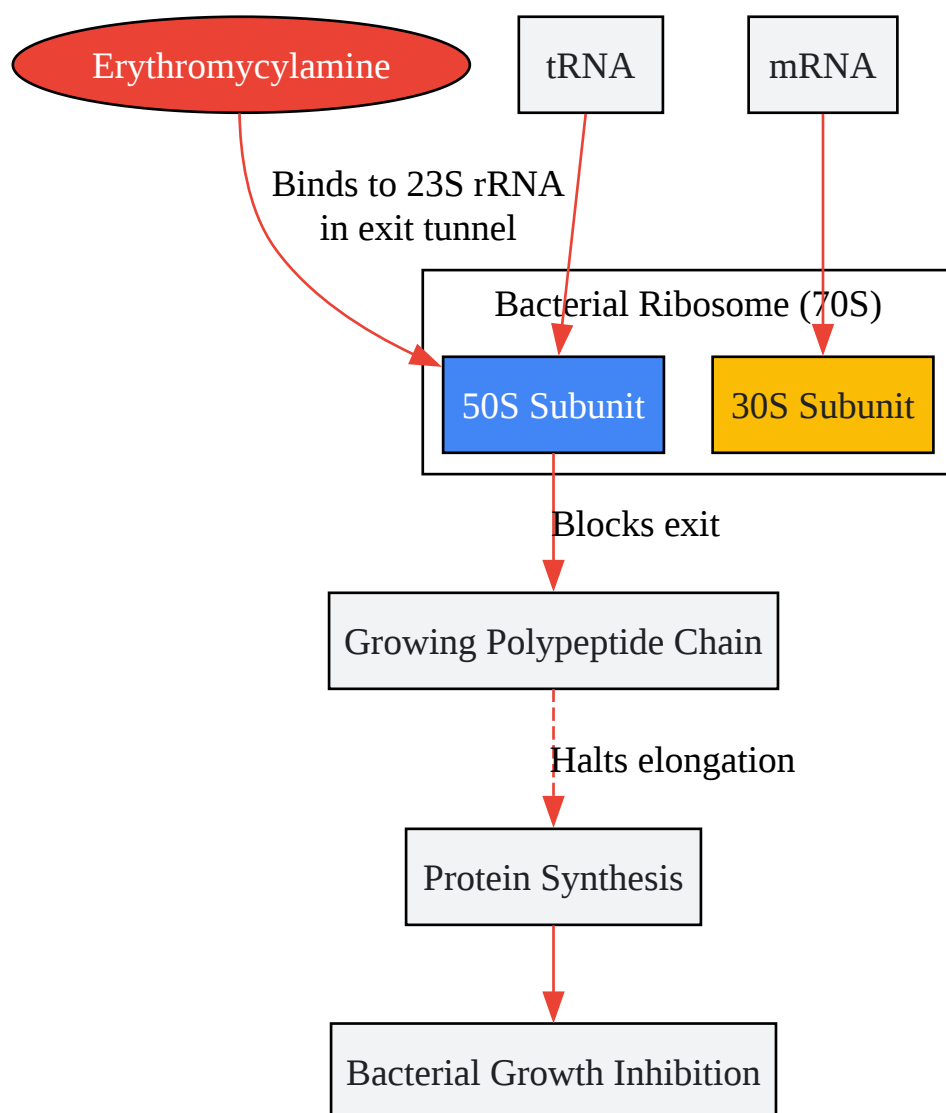 Erythromycylamine
tRNA
mRNA
Binds to 23S rRNA
in exit tunnel
Bacterial Ribosome (70S)
50S Subunit
30S Subunit
Blocks exit
Growing Polypeptide Chain
Halts elongation
Protein Synthesis
Bacterial Growth Inhibition